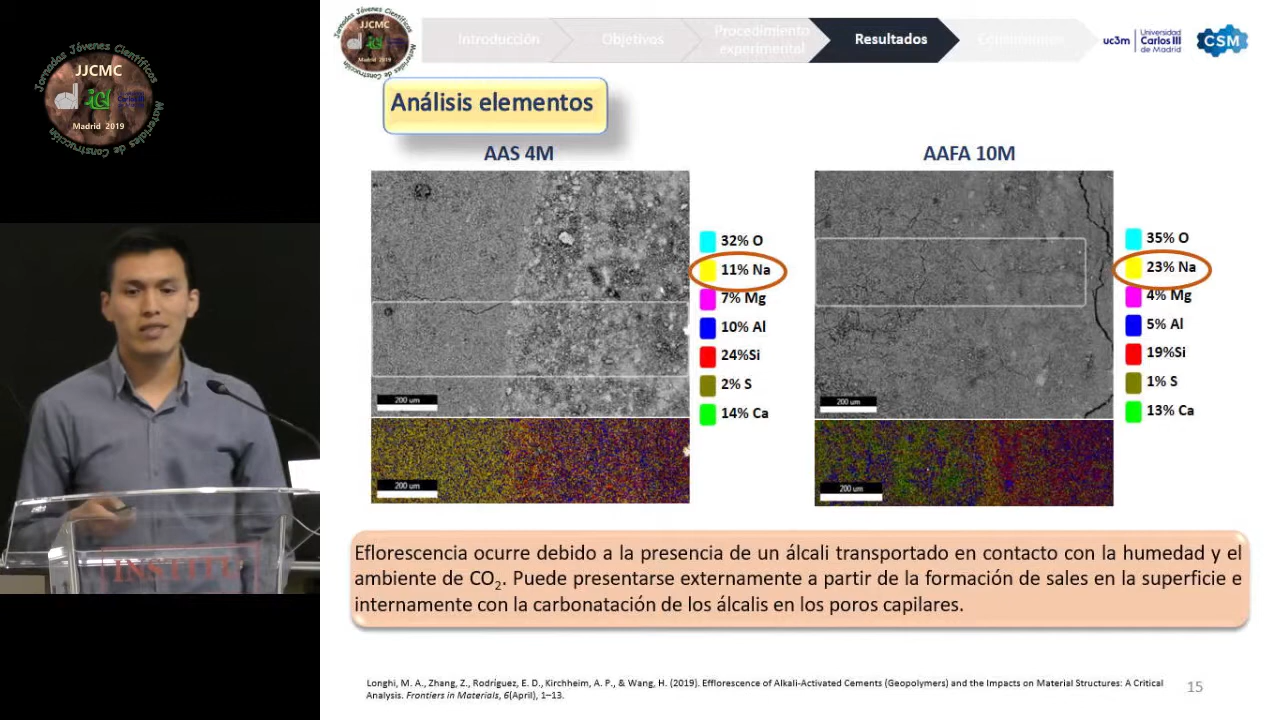 Jornadas Jóvenes Científicos
JJCMC
Madrid 2019
Materiales de Construcción
INSTITU
JJCMC
Madrid 2019
Introducción
Objetivos
Procedimiento
experimental
Resultados
uc3m
Universidad
Carlos III
de Madrid
CSM
Análisis elementos
AAS 4M
32% O
11% Na
7% Mg
10% Al
24%Si
2% S
14% Ca
200 um
200 um
AAFA 10M
35% O
23% Na
4% Mg
5% Al
19%Si
1% S
13% Ca
200 um
200 um
Eflorescencia ocurre debido a la presencia de un álcali transportado en contacto con la humedad y el
ambiente de CO₂. Puede presentarse externamente a partir de la formación de sales en la superficie e
internamente con la carbonatación de los álcalis en los poros capilares.
Longhi, M. A., Zhang, Z., Rodríguez, E. D., Kirchheim, A. P., & Wang, H. (2019). Efflorescence of Alkali-Activated Cements (Geopolymers) and the Impacts on Material Structures: A Critical
Analysis. Frontiers in Materials, 6(April), 1–13.
15